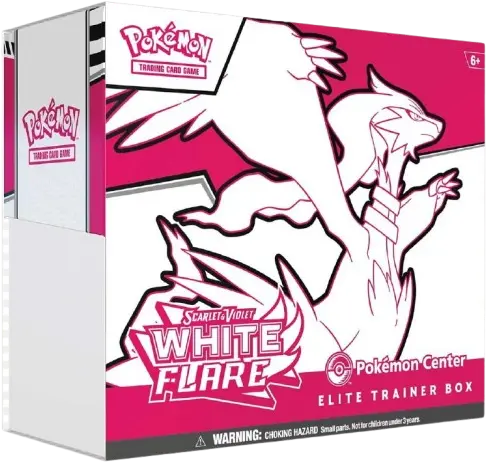 POKéMON
TRADING CARD GAME
6+
POKéMON
TRADING CARD GAME
SCARLET & VIOLET
WHITE
FLARE
Pokémon Center
ELITE TRAINER BOX
WARNING: CHOKING HAZARD Small parts. Not for children under 3 years.